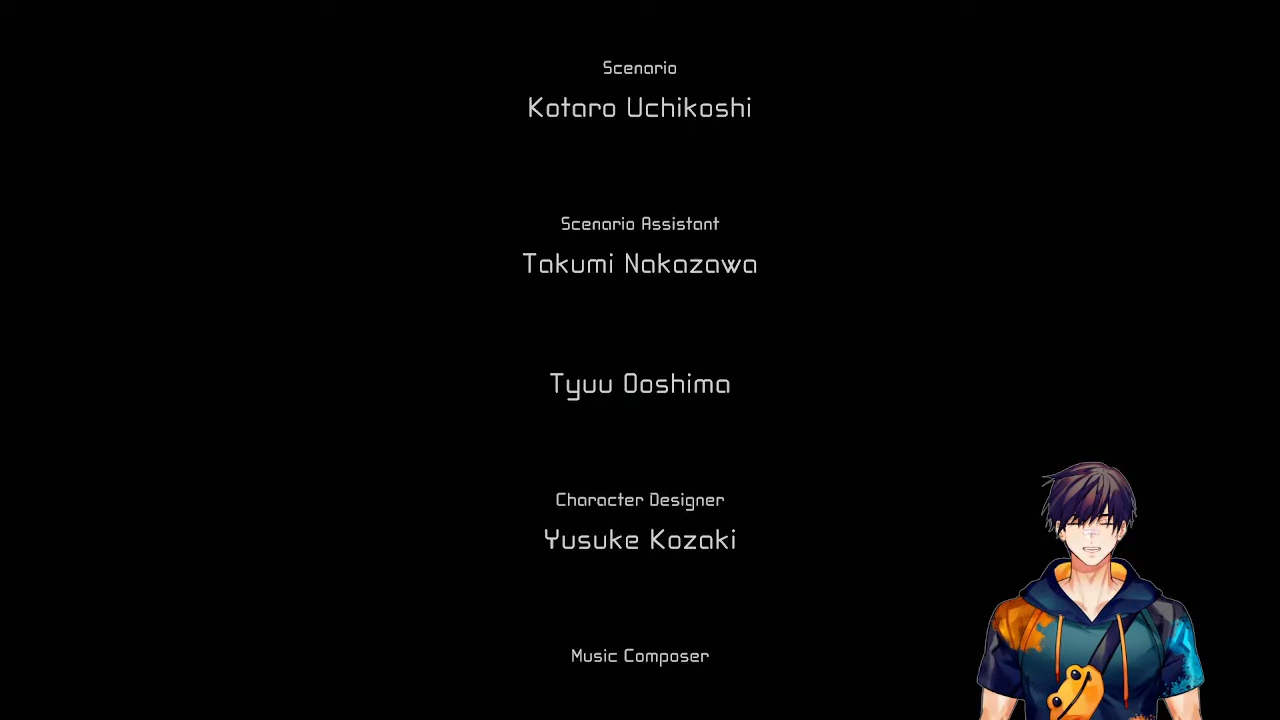 Scenario
Kotaro Uchikoshi
Scenario Assistant
Takumi Nakazawa
Tyuu Ooshima
Character Designer
Yusuke Kozaki
Music Composer